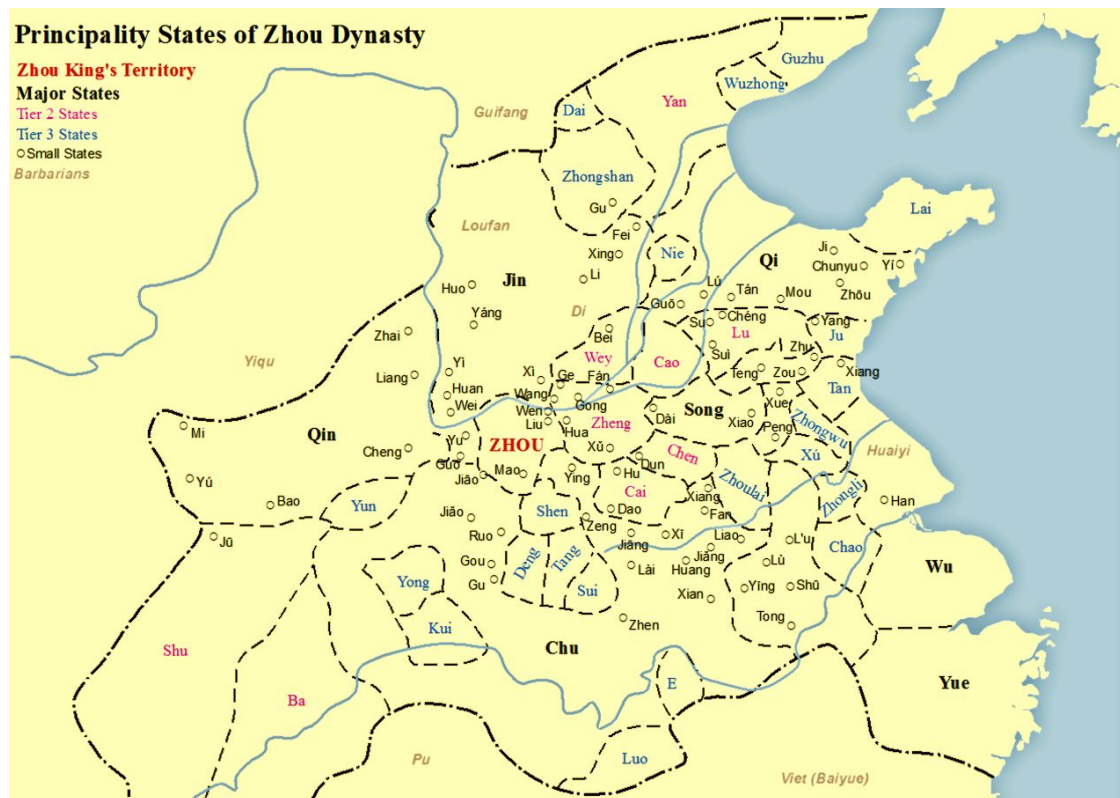 Principality States of Zhou Dynasty
Zhou King's Territory
Major States
Tier 2 States
Tier 3 States
Small States
Barbarians
Guzhu
Wuzhong
Yan
Dai
Guifang
Zhongshan
Gu
Lai
Loufan
Fei
Xing
Nie
Ji
Qi
Chunyu
Yí
Jin
Li
Huo
Lú
Tán
Mou
Zhōu
Guō
Di
Yáng
Bei
Su
Chéng
Lu
Yang
Ju
Zhai
Suì
Zhu
Yiqu
Wey
Cao
Teng
Zou
Xiang
Liang
Yì
Xì
Ge
Fán
Tan
Huan
Wang
Gong
Xue
Wei
Wen
Dài
Song
Xiao
Liu
Hua
Zheng
Zhongwu
Mi
Qin
Yu
ZHOU
Peng
Cheng
Xǔ
Chen
Xú
Huaiyi
Guo
Dun
Mao
Ying
Hu
Jiāo
Zhoulai
Yú
Cai
Xiang
Zhongli
Bao
Yun
Shen
Dao
Fan
Han
Jiǎo
Zeng
Jū
Ruo
Jiāng
Xī
Liao
L'u
Chao
Deng
Tang
Jiāng
Gou
Lài
Huang
Lù
Wu
Yong
Gu
Sui
Xian
Yīng
Shū
Kui
Zhen
Tong
Shu
Chu
Ba
E
Yue
Pu
Luo
Viet (Baiyue)